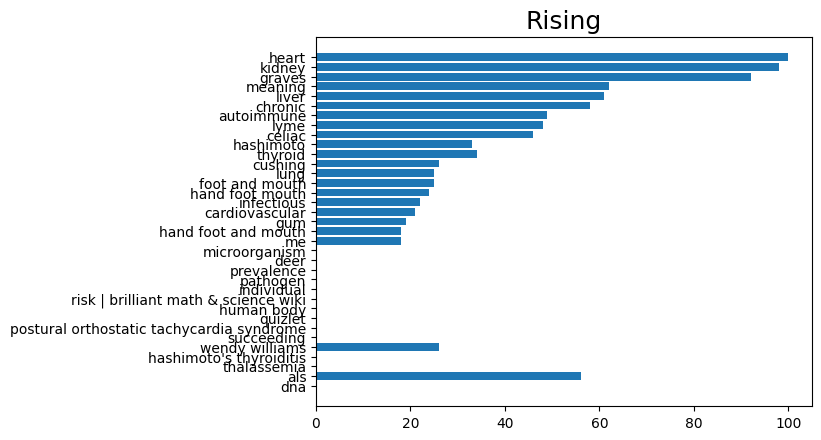 Rising
heart
kidney
graves
meaning
liver
chronic
autoimmune
lyme
celiac
hashimoto
thyroid
cushing
lung
foot and mouth
hand foot mouth
infectious
cardiovascular
gum
hand foot and mouth
me
microorganism
deer
prevalence
pathogen
individual
risk | brilliant math & science wiki
human body
quizlet
postural orthostatic tachycardia syndrome
succeeding
wendy williams
hashimoto's thyroiditis
thalassemia
als
dna
0 20 40 60 80 100